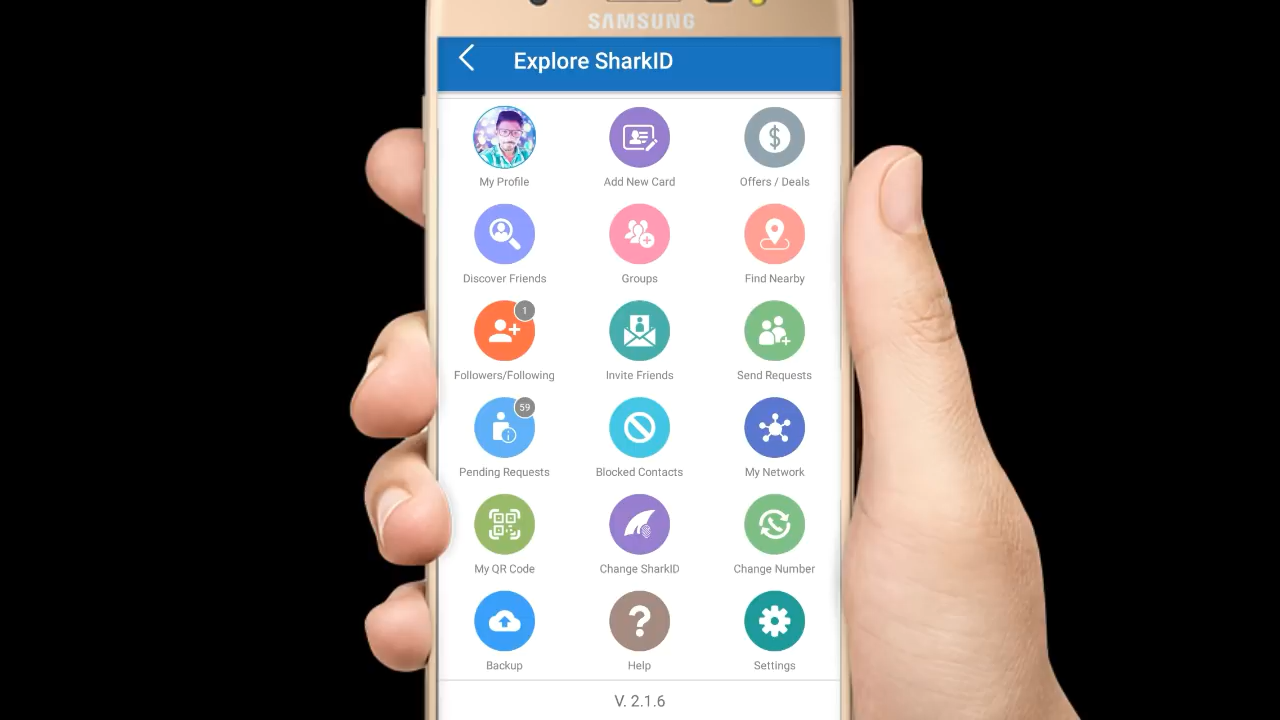 SAMSUNG
Explore SharkID
My Profile
Add New Card
Offers / Deals
Discover Friends
Groups
Find Nearby
1
Followers/Following
Invite Friends
Send Requests
59
Pending Requests
Blocked Contacts
My Network
My QR Code
Change SharkID
Change Number
Backup
Help
Settings
V. 2.1.6